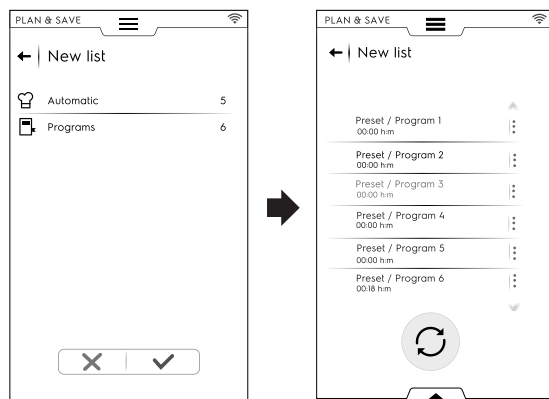 PLAN & SAVE
New list
Automatic 5
Programs 6
PLAN & SAVE
New list
Preset / Program 1
00:00 h:m
Preset / Program 2
00:00 h:m
Preset / Program 3
00:00 h:m
Preset / Program 4
00:00 h:m
Preset / Program 5
00:00 h:m
Preset / Program 6
00:18 h:m